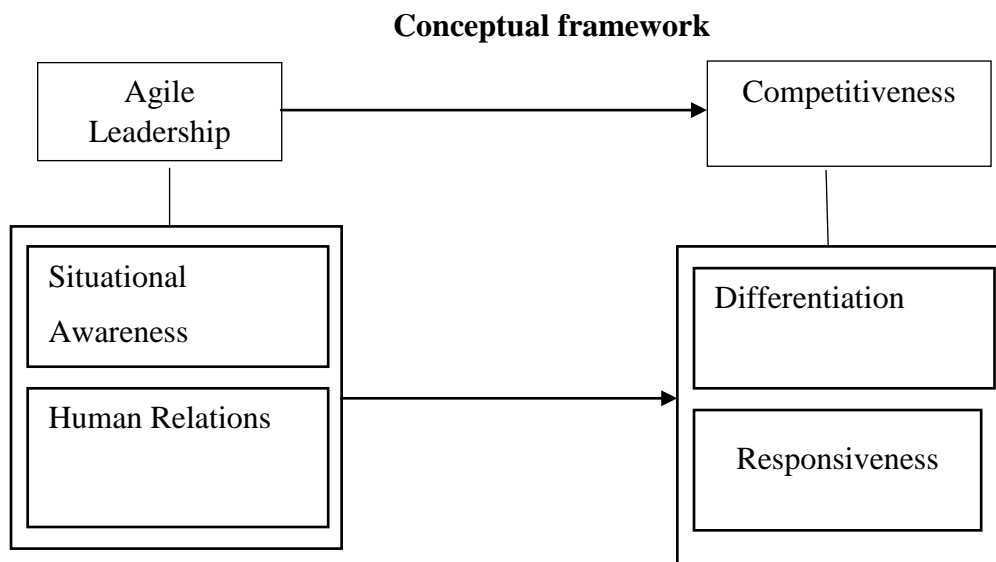 Conceptual framework
Agile
Leadership
Competitiveness
Situational
Awareness
Human Relations
Differentiation
Responsiveness